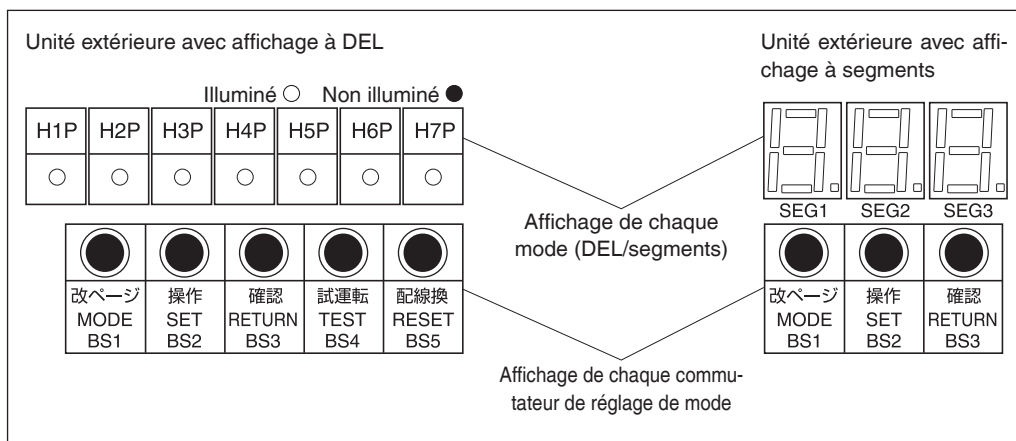 Unité extérieure avec affichage à DEL
Illuminé ○ Non illuminé ●
H1P H2P H3P H4P H5P H6P H7P
改ページ 操作 確認 試運転 配線換
MODE SET RETURN TEST RESET
BS1 BS2 BS3 BS4 BS5
Affichage de chaque
mode (DEL/segments)
Affichage de chaque commu-
tateur de réglage de mode
Unité extérieure avec affi-
chage à segments
SEG1 SEG2 SEG3
改ページ 操作 確認
MODE SET RETURN
BS1 BS2 BS3